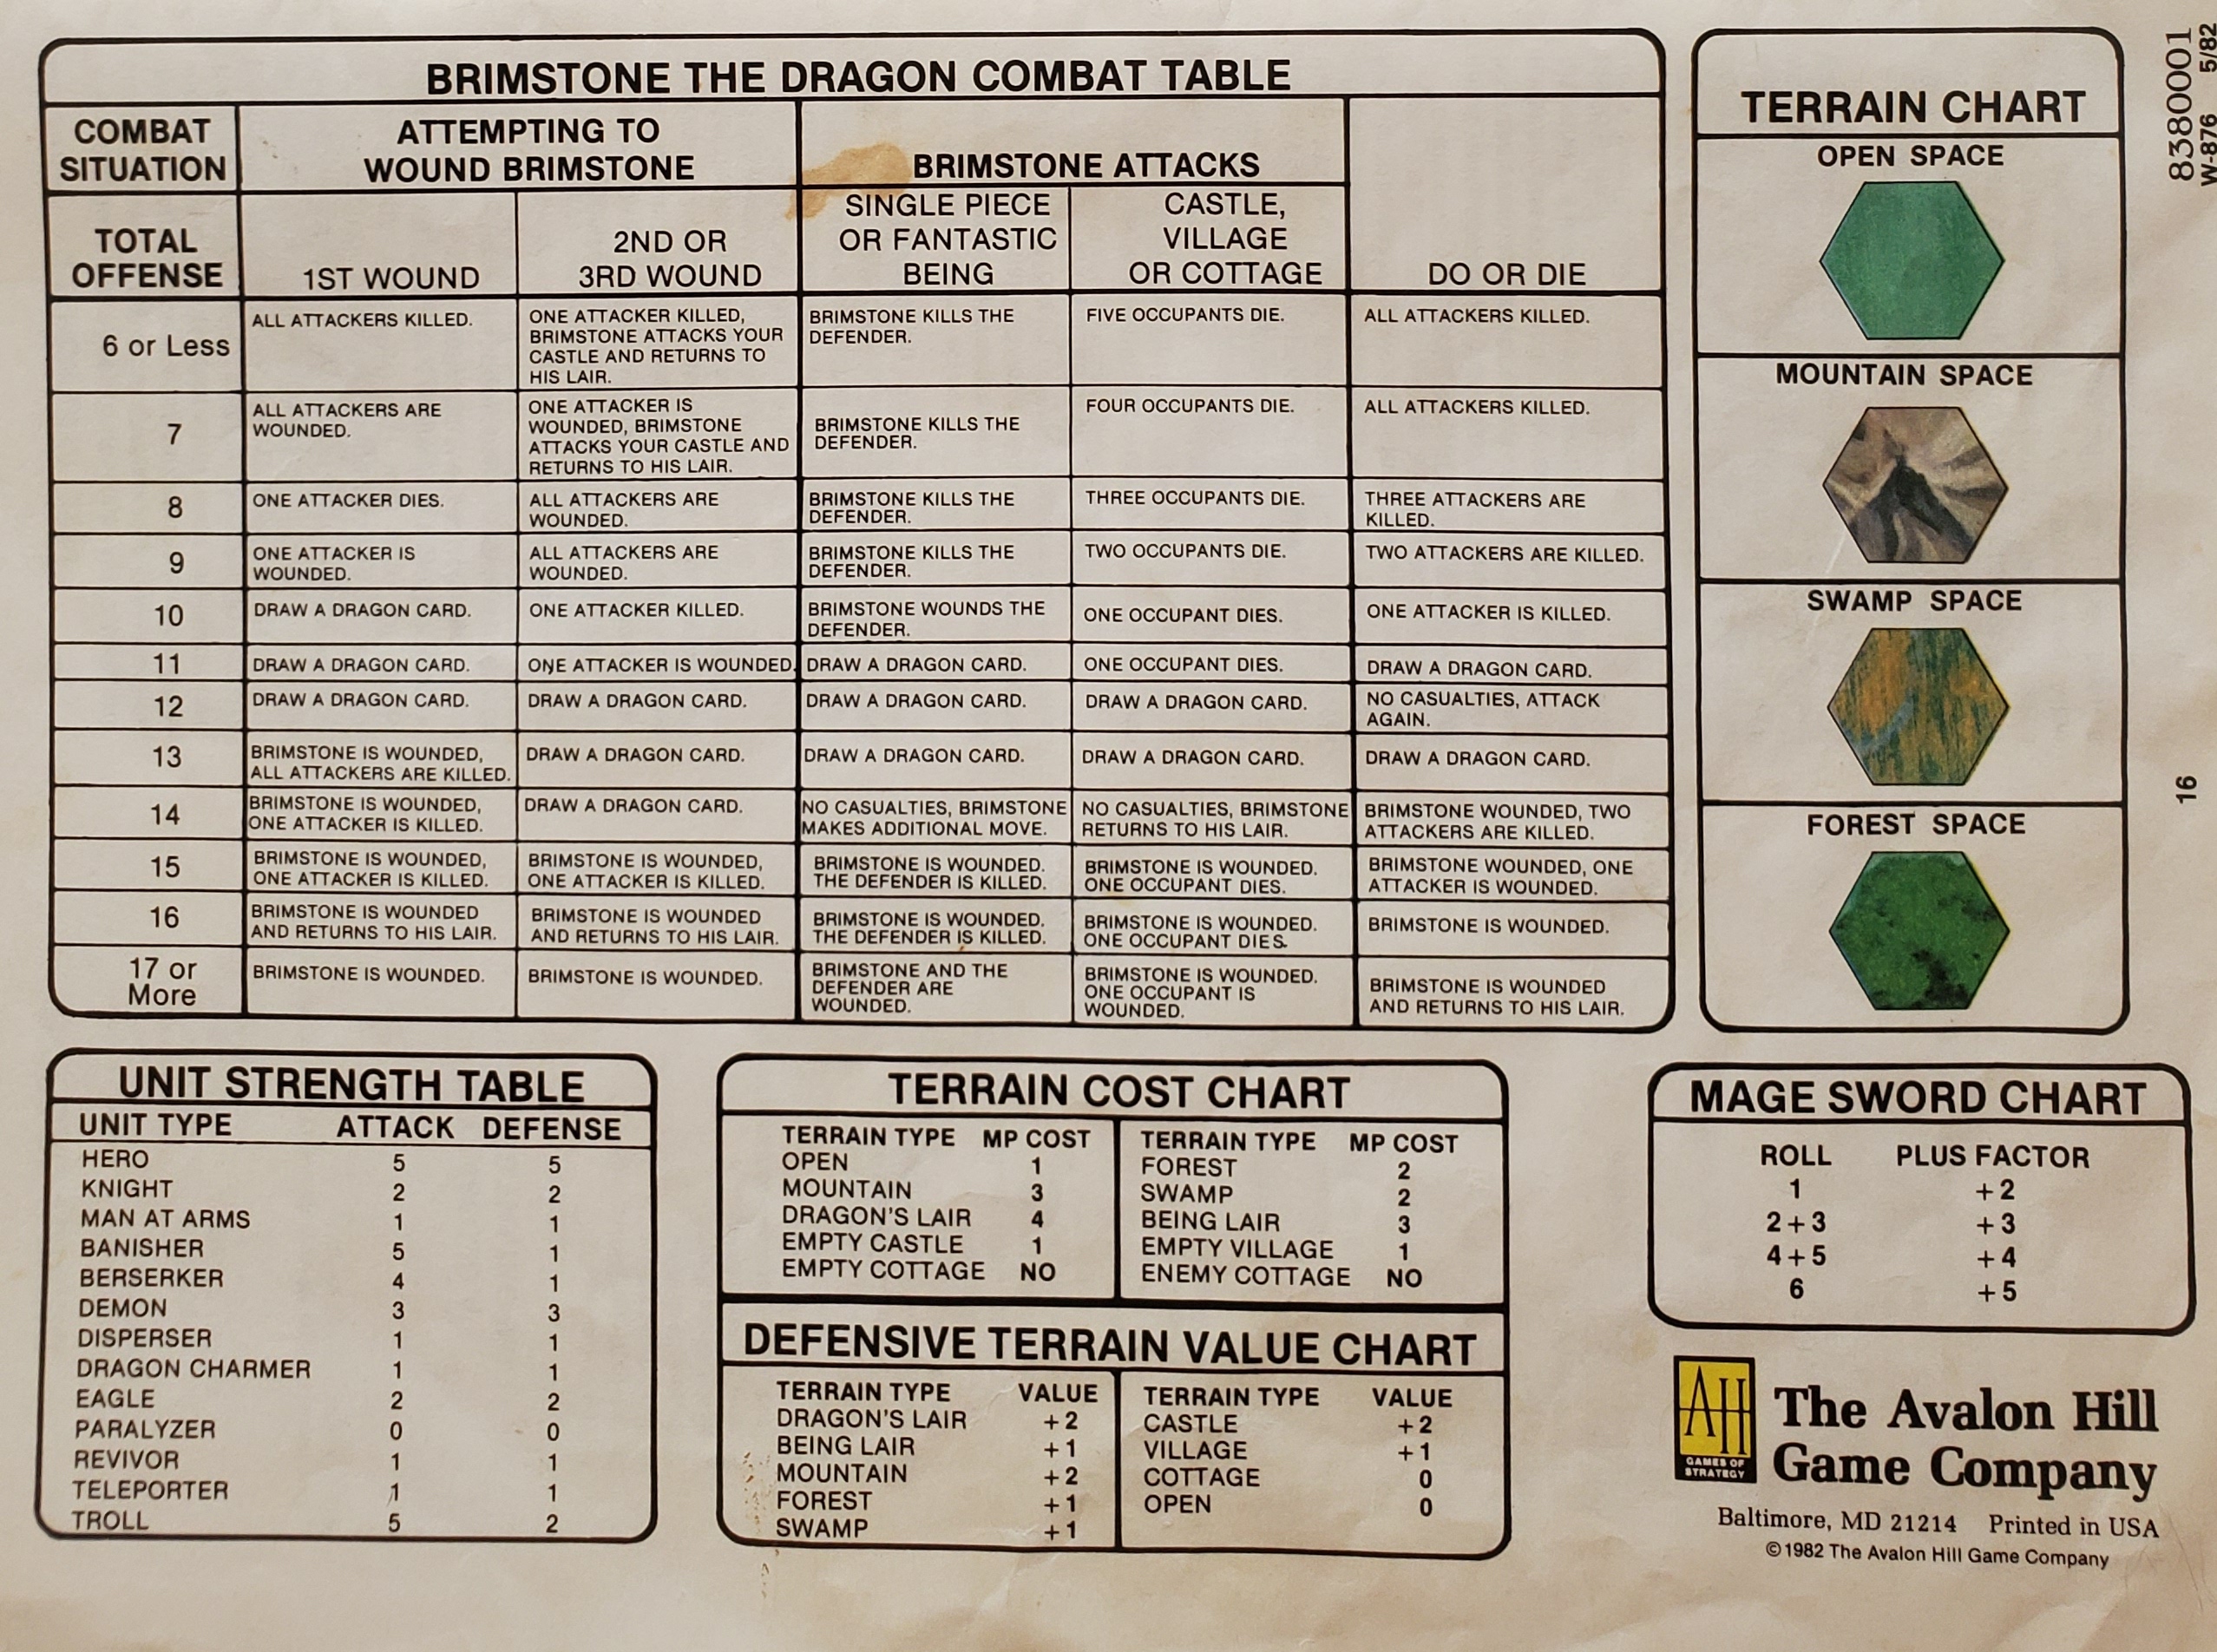 BRIMSTONE THE DRAGON COMBAT TABLE
COMBAT
SITUATION
ATTEMPTING TO
WOUND BRIMSTONE
BRIMSTONE ATTACKS
TOTAL
OFFENSE
1ST WOUND
2ND OR
3RD WOUND
SINGLE PIECE
OR FANTASTIC
BEING
CASTLE,
VILLAGE
OR COTTAGE
DO OR DIE
6 or Less
ALL ATTACKERS KILLED.
ONE ATTACKER KILLED,
BRIMSTONE ATTACKS YOUR
CASTLE AND RETURNS TO
HIS LAIR.
BRIMSTONE KILLS THE
DEFENDER.
FIVE OCCUPANTS DIE.
ALL ATTACKERS KILLED.
7
ALL ATTACKERS ARE
WOUNDED.
ONE ATTACKER IS
WOUNDED, BRIMSTONE
ATTACKS YOUR CASTLE AND
RETURNS TO HIS LAIR.
BRIMSTONE KILLS THE
DEFENDER.
FOUR OCCUPANTS DIE.
ALL ATTACKERS KILLED.
8
ONE ATTACKER DIES.
ALL ATTACKERS ARE
WOUNDED.
BRIMSTONE KILLS THE
DEFENDER.
THREE OCCUPANTS DIE.
THREE ATTACKERS ARE
KILLED.
9
ONE ATTACKER IS
WOUNDED.
ALL ATTACKERS ARE
WOUNDED.
BRIMSTONE KILLS THE
DEFENDER.
TWO OCCUPANTS DIE.
TWO ATTACKERS ARE KILLED.
10
DRAW A DRAGON CARD.
ONE ATTACKER KILLED.
BRIMSTONE WOUNDS THE
DEFENDER.
ONE OCCUPANT DIES.
ONE ATTACKER IS KILLED.
11
DRAW A DRAGON CARD.
ONE ATTACKER IS WOUNDED.
DRAW A DRAGON CARD.
ONE OCCUPANT DIES.
DRAW A DRAGON CARD.
12
DRAW A DRAGON CARD.
DRAW A DRAGON CARD.
DRAW A DRAGON CARD.
DRAW A DRAGON CARD.
NO CASUALTIES, ATTACK
AGAIN.
13
BRIMSTONE IS WOUNDED,
ALL ATTACKERS ARE KILLED.
DRAW A DRAGON CARD.
DRAW A DRAGON CARD.
DRAW A DRAGON CARD.
DRAW A DRAGON CARD.
14
BRIMSTONE IS WOUNDED,
ONE ATTACKER IS KILLED.
DRAW A DRAGON CARD.
NO CASUALTIES, BRIMSTONE
MAKES ADDITIONAL MOVE.
NO CASUALTIES, BRIMSTONE
RETURNS TO HIS LAIR.
BRIMSTONE WOUNDED, TWO
ATTACKERS ARE KILLED.
15
BRIMSTONE IS WOUNDED,
ONE ATTACKER IS KILLED.
BRIMSTONE IS WOUNDED,
ONE ATTACKER IS KILLED.
BRIMSTONE IS WOUNDED.
THE DEFENDER IS KILLED.
BRIMSTONE IS WOUNDED.
ONE OCCUPANT DIES.
BRIMSTONE WOUNDED, ONE
ATTACKER IS WOUNDED.
16
BRIMSTONE IS WOUNDED
AND RETURNS TO HIS LAIR.
BRIMSTONE IS WOUNDED
AND RETURNS TO HIS LAIR.
BRIMSTONE IS WOUNDED.
THE DEFENDER IS KILLED.
BRIMSTONE IS WOUNDED.
ONE OCCUPANT DIES.
BRIMSTONE IS WOUNDED.
17 or
More
BRIMSTONE IS WOUNDED.
BRIMSTONE IS WOUNDED.
BRIMSTONE AND THE
DEFENDER ARE
WOUNDED.
BRIMSTONE IS WOUNDED.
ONE OCCUPANT IS
WOUNDED.
BRIMSTONE IS WOUNDED
AND RETURNS TO HIS LAIR.
TERRAIN CHART
OPEN SPACE
MOUNTAIN SPACE
SWAMP SPACE
FOREST SPACE
8380001
W-876 5/82
16
UNIT STRENGTH TABLE
UNIT TYPE ATTACK DEFENSE
HERO 5 5
KNIGHT 2 2
MAN AT ARMS 1 1
BANISHER 5 1
BERSERKER 4 1
DEMON 3 3
DISPERSER 1 1
DRAGON CHARMER 1 1
EAGLE 2 2
PARALYZER 0 0
REVIVOR 1 1
TELEPORTER 1 1
TROLL 5 2
TERRAIN COST CHART
TERRAIN TYPE MP COST
OPEN 1
MOUNTAIN 3
DRAGON'S LAIR 4
EMPTY CASTLE 1
EMPTY COTTAGE NO
TERRAIN TYPE MP COST
FOREST 2
SWAMP 2
BEING LAIR 3
EMPTY VILLAGE 1
ENEMY COTTAGE NO
DEFENSIVE TERRAIN VALUE CHART
TERRAIN TYPE VALUE
DRAGON'S LAIR +2
BEING LAIR +1
MOUNTAIN +2
FOREST +1
SWAMP +1
TERRAIN TYPE VALUE
CASTLE +2
VILLAGE +1
COTTAGE 0
OPEN 0
MAGE SWORD CHART
ROLL PLUS FACTOR
1 +2
2+3 +3
4+5 +4
6 +5
AH
GAMES OF
STRATEGY
The Avalon Hill
Game Company
Baltimore, MD 21214 Printed in USA
©1982 The Avalon Hill Game Company